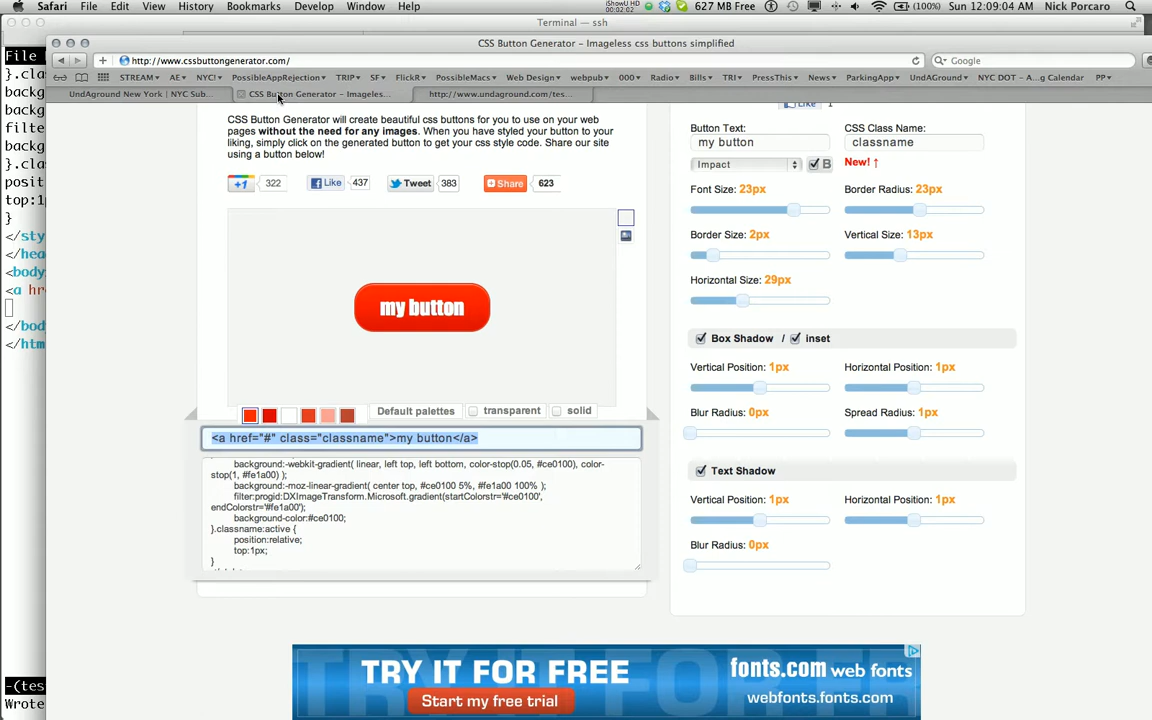 Safari File Edit View History Bookmarks Develop Window Help iShowU HD 00:02:02 627 MB Free (100%) Sun 12:09:04 AM Nick Porcaro
Terminal — ssh
File
CSS Button Generator – Imageless css buttons simplified
http://www.cssbuttongenerator.com/
Google
STREAM▾ AE▾ NYC!▾ PossibleAppRejection▾ TRIP▾ SF▾ FlickR▾ PossibleMacs▾ Web Design▾ webpub▾ 000▾ Radio▾ Bills▾ TRI▾ PressThis▾ News▾ ParkingApp▾ UndAGround▾ NYC DOT – A...g Calendar PP▾
UndAground New York | NYC Sub... CSS Button Generator – Imageless... http://www.undaground.com/tes...
}.clas
backg
backg
filte
backg
}.clas
posit
top:1p
}
</sty
</hea
<body
<a hr
</bod
</htm
-(tes
Wrote
CSS Button Generator will create beautiful css buttons for you to use on your web
pages without the need for any images. When you have styled your button to your
liking, simply click on the generated button to get your css style code. Share our site
using a button below!
+1 322 Like 437 Tweet 383 Share 623
my button
Default palettes transparent solid
<a href="#" class="classname">my button</a>
background:-webkit-gradient( linear, left top, left bottom, color-stop(0.05, #ce0100), color-
stop(1, #fe1a00) );
background:-moz-linear-gradient( center top, #ce0100 5%, #fe1a00 100% );
filter:progid:DXImageTransform.Microsoft.gradient(startColorstr='#ce0100',
endColorstr='#fe1a00');
background-color:#ce0100;
}.classname:active {
position:relative;
top:1px;
}
Like 1
Button Text: CSS Class Name:
my button classname
Impact B New! ↑
Font Size: 23px Border Radius: 23px
Border Size: 2px Vertical Size: 13px
Horizontal Size: 29px
Box Shadow / inset
Vertical Position: 1px Horizontal Position: 1px
Blur Radius: 0px Spread Radius: 1px
Text Shadow
Vertical Position: 1px Horizontal Position: 1px
Blur Radius: 0px
TRY IT FOR FREE
Start my free trial
fonts.com web fonts
webfonts.fonts.com